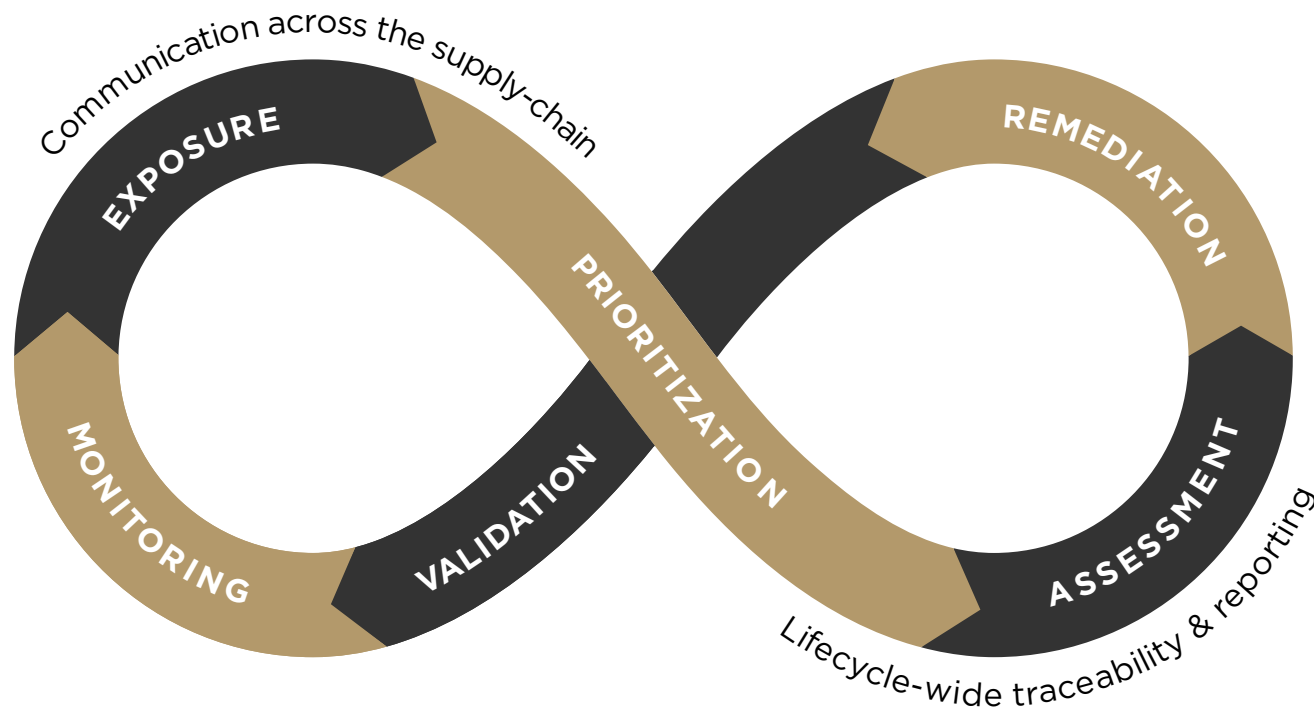 Communication across the supply-chain
EXPOSURE
PRIORITIZATION
ASSESSMENT
REMEDIATION
VALIDATION
MONITORING
Lifecycle-wide traceability & reporting